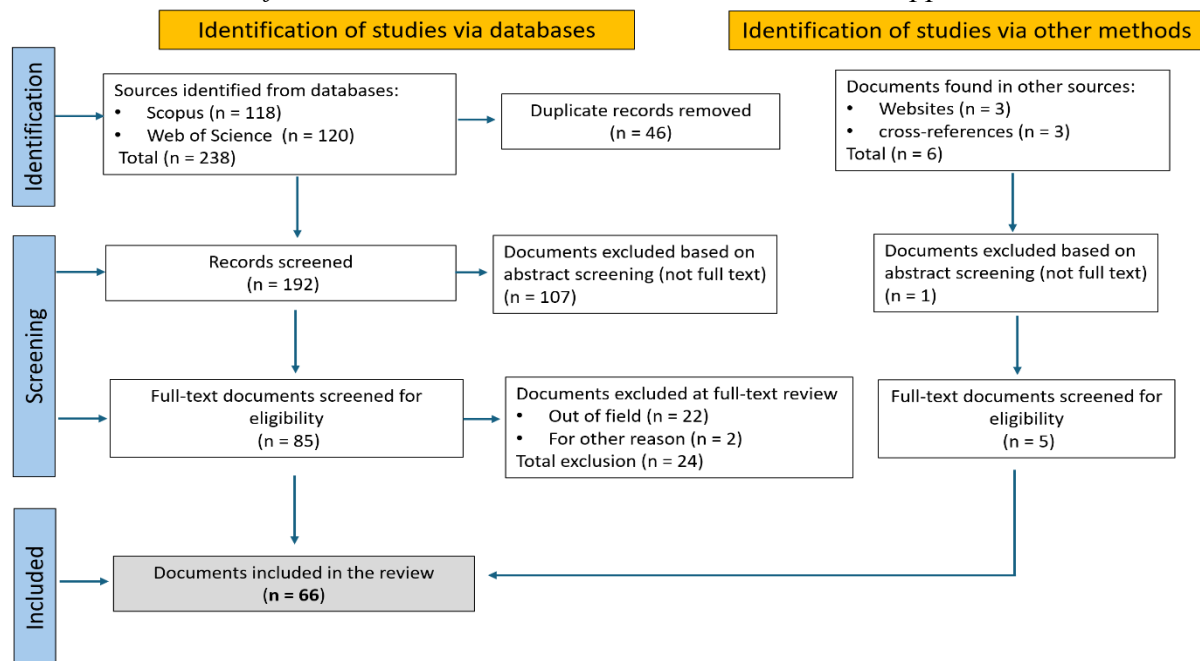 Identification of studies via databases
Identification of studies via other methods
Identification
Sources identified from databases:
• Scopus (n = 118)
• Web of Science (n = 120)
Total (n = 238)
Duplicate records removed
(n = 46)
Documents found in other sources:
• Websites (n = 3)
• cross-references (n = 3)
Total (n = 6)
Screening
Records screened
(n = 192)
Documents excluded based on
abstract screening (not full text)
(n = 107)
Documents excluded based on
abstract screening (not full text)
(n = 1)
Full-text documents screened for
eligibility
(n = 85)
Documents excluded at full-text review
• Out of field (n = 22)
• For other reason (n = 2)
Total exclusion (n = 24)
Full-text documents screened for
eligibility
(n = 5)
Included
Documents included in the review
(n = 66)